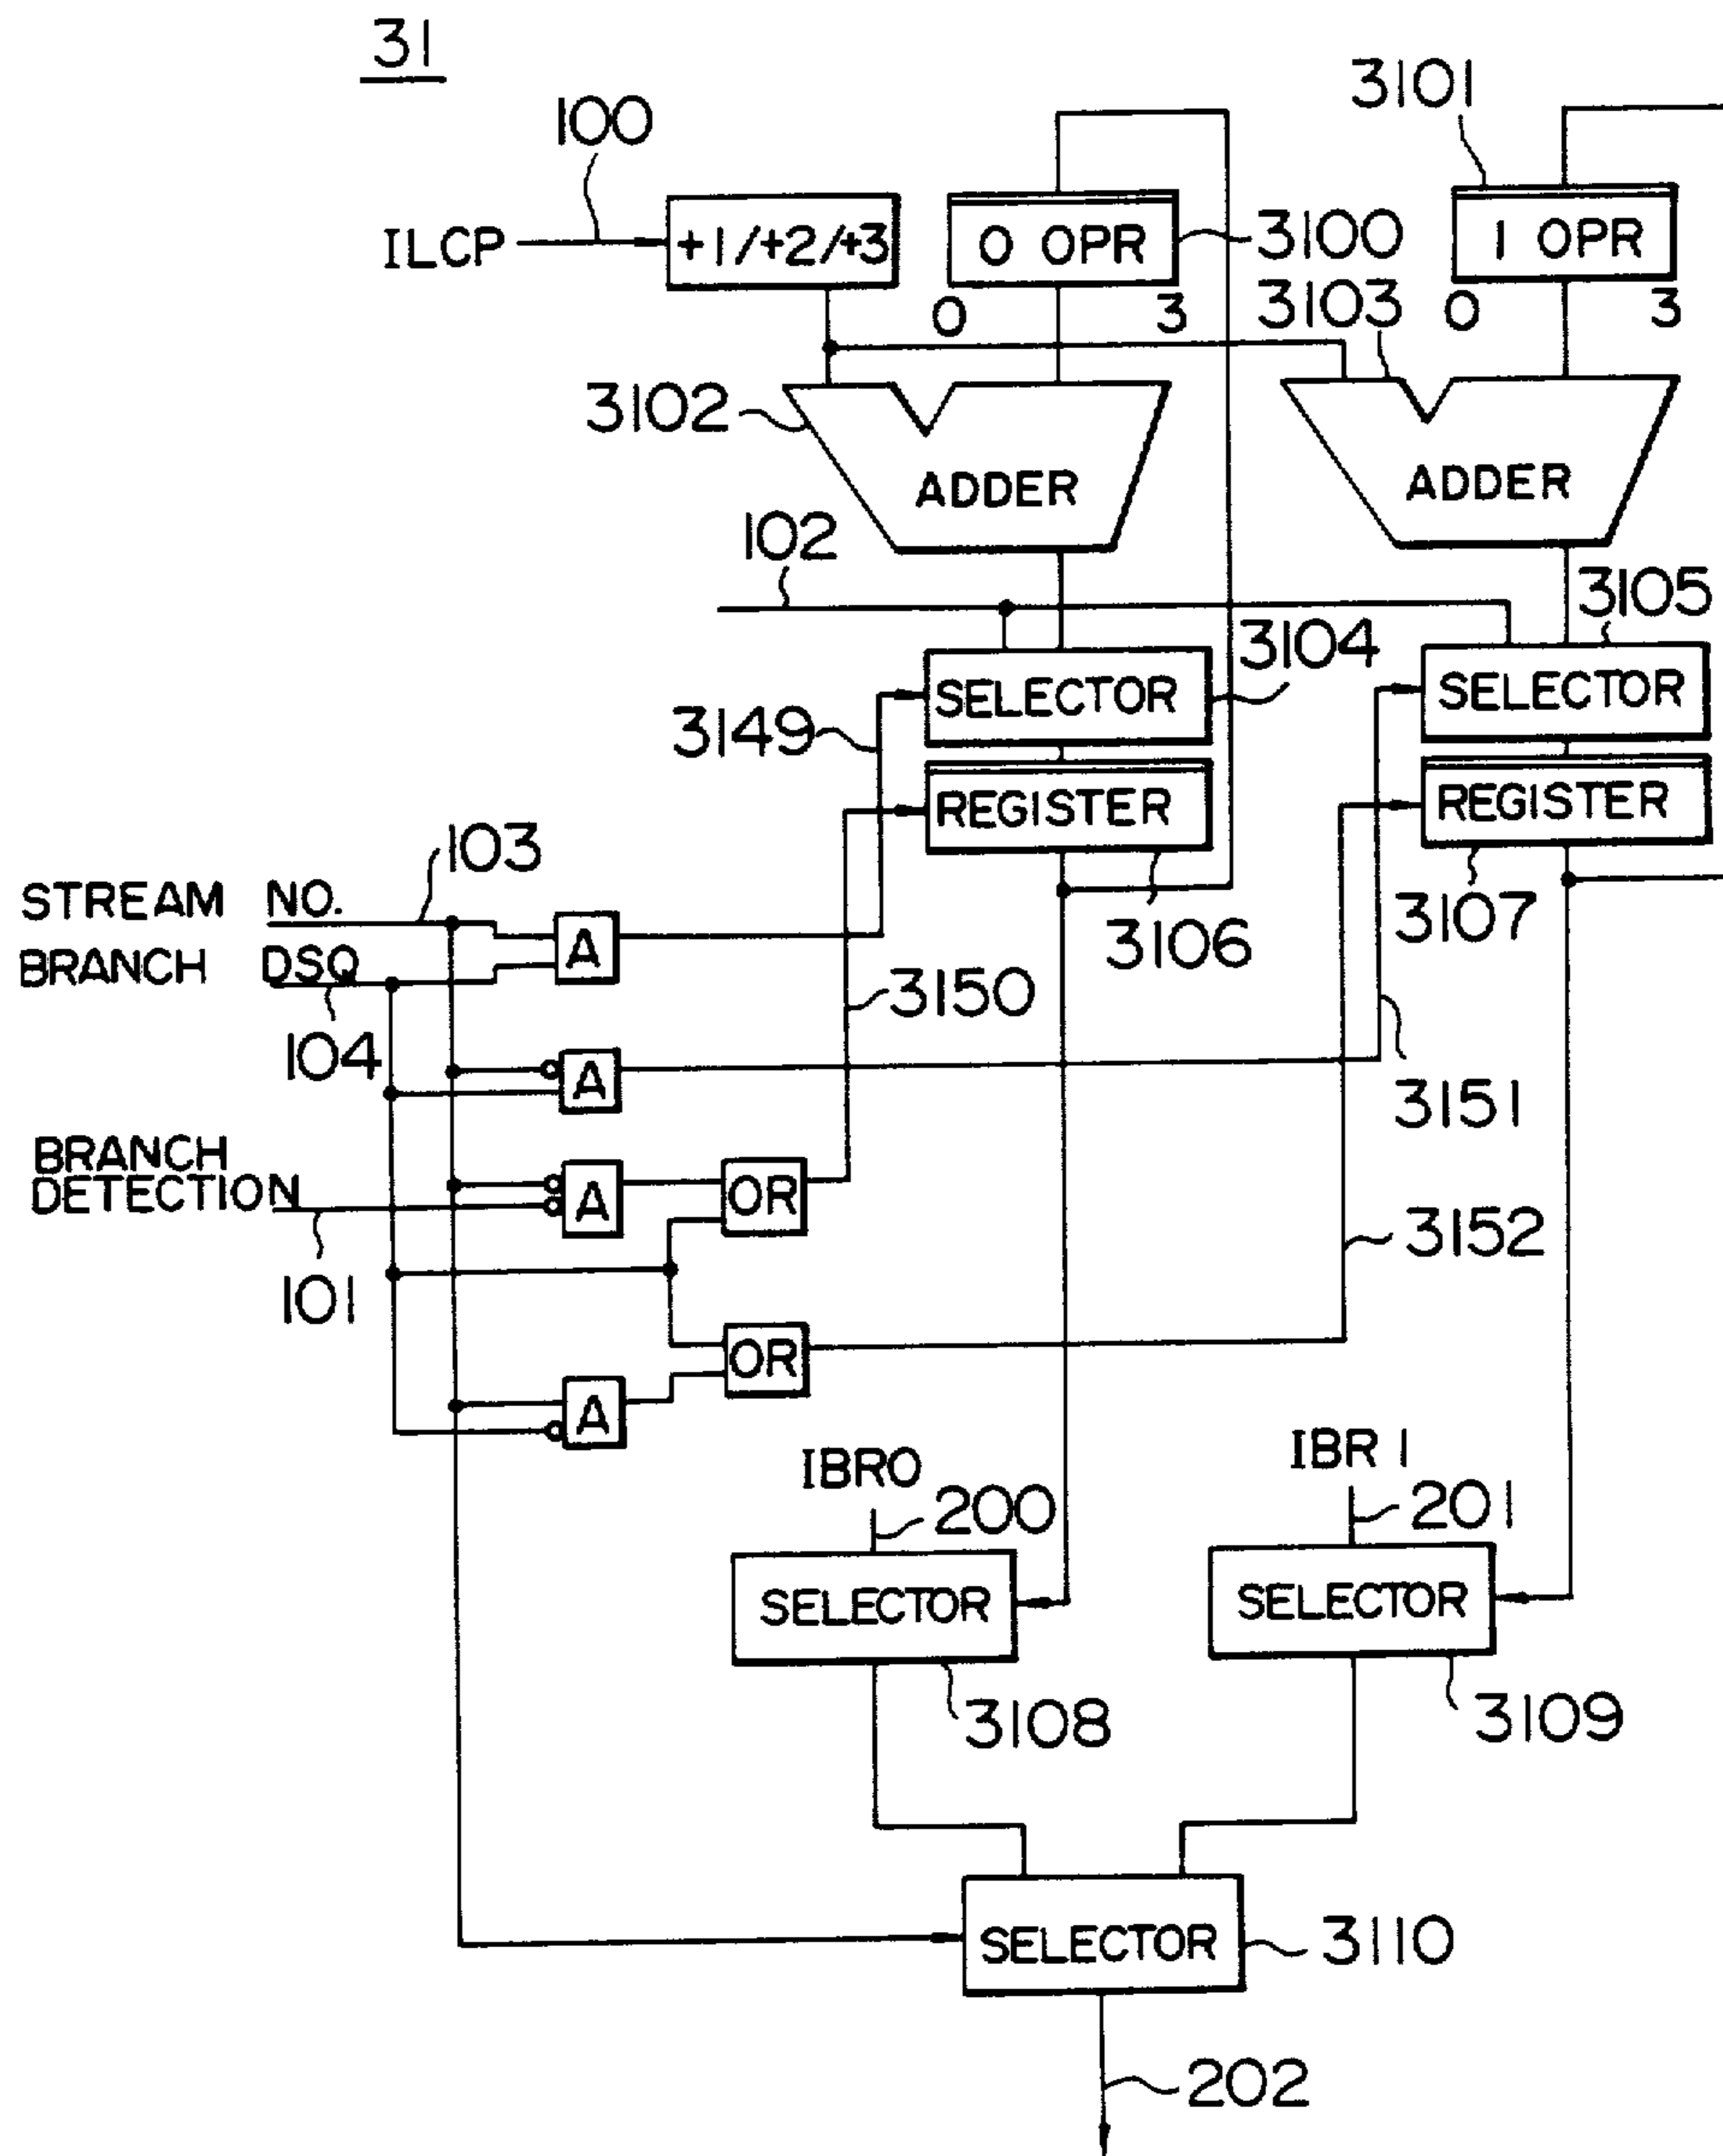 31
100
3101
ILCP
+1/+2/+3
0 OPR
3100
1 OPR
0
3
3103
0
3
3102
ADDER
ADDER
102
3105
SELECTOR
3104
SELECTOR
3149
REGISTER
REGISTER
103
STREAM NO.
A
3106
3107
BRANCH DSQ
3150
104
A
3151
BRANCH
DETECTION
A
OR
3152
101
OR
A
IBR0
IBR 1
200
201
SELECTOR
SELECTOR
3108
3109
SELECTOR
3110
202